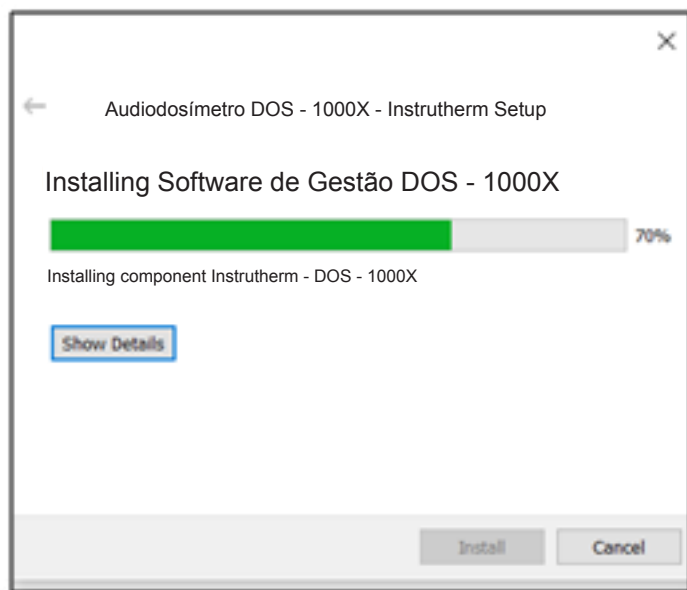 Audiodosímetro DOS - 1000X - Instrutherm Setup
Installing Software de Gestão DOS - 1000X
70%
Installing component Instrutherm - DOS - 1000X
Show Details
Install
Cancel